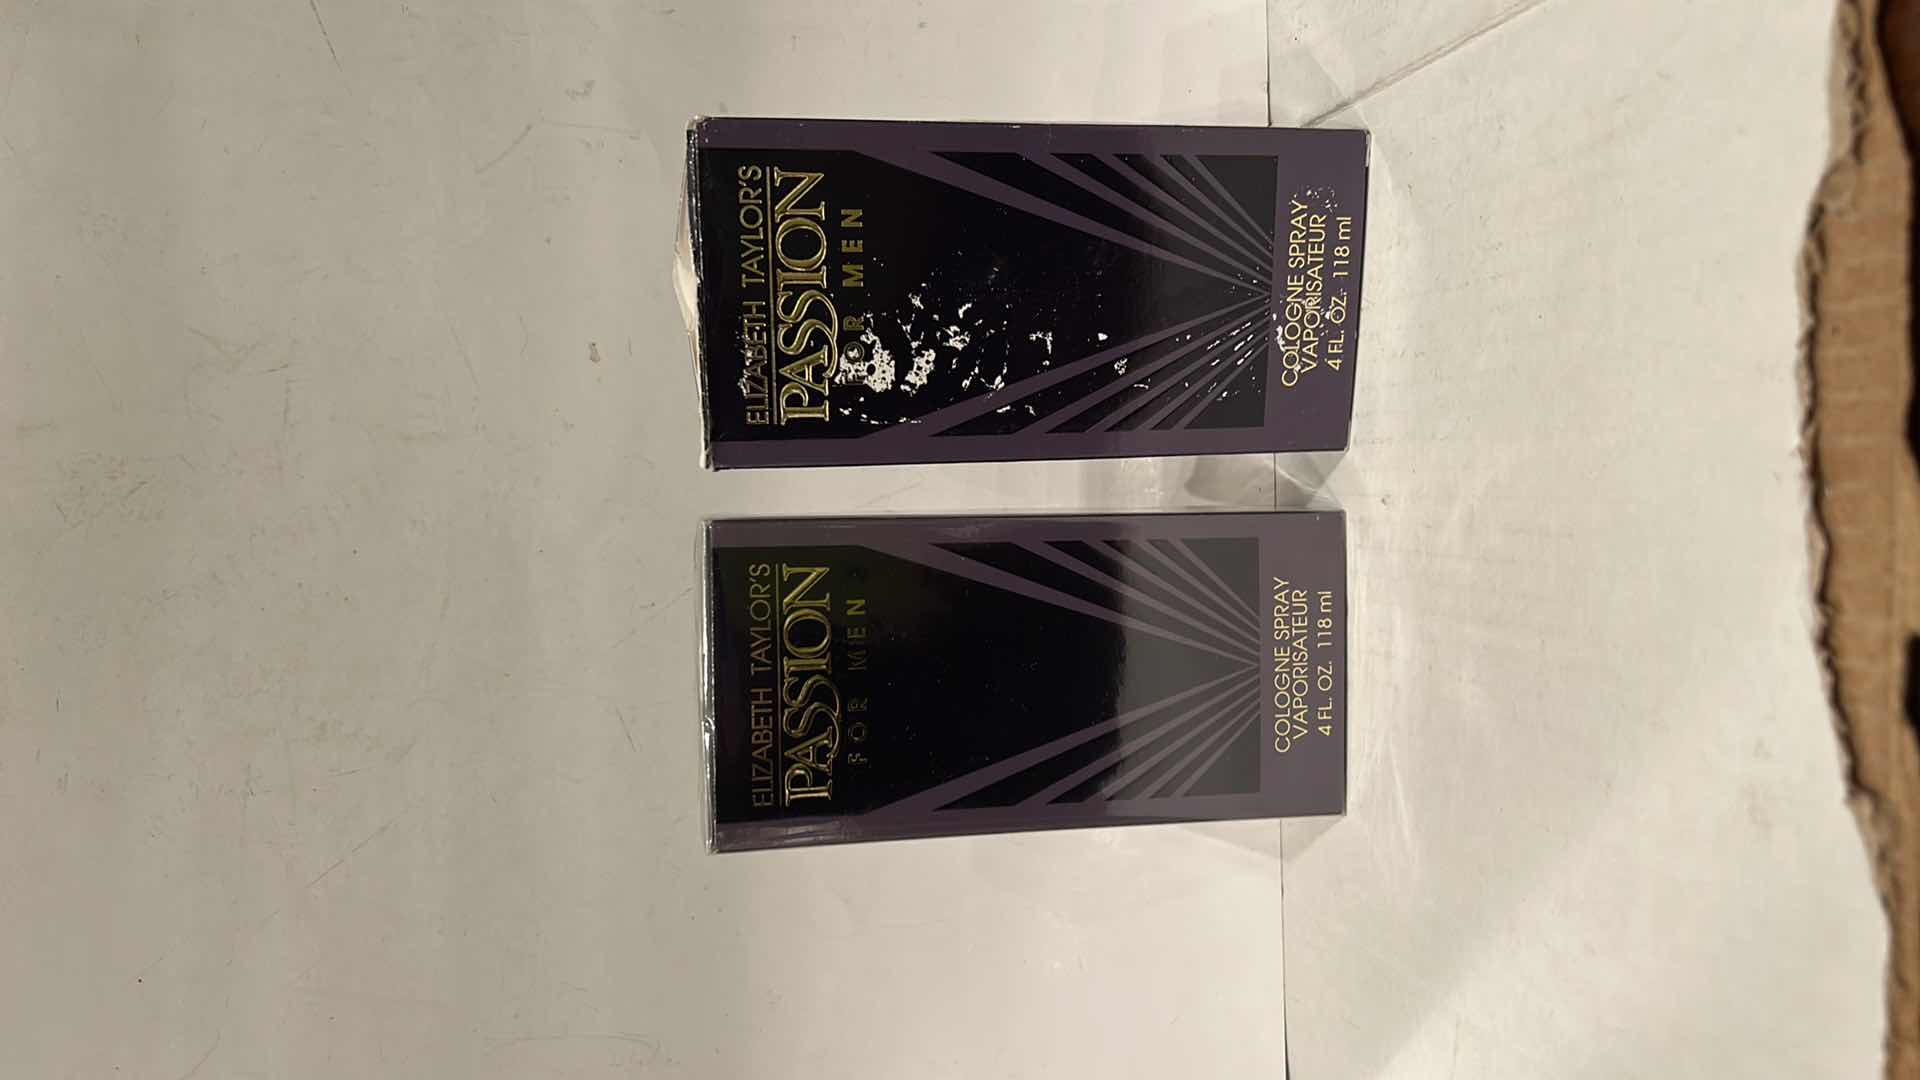 ELIZABETH TAYLOR'S
PASSION
FOR MEN
COLOGNE SPRAY
VAPORISATEUR
4 FL. OZ. 118 ml
ELIZABETH TAYLOR'S
PASSION
FOR MEN
COLOGNE SPRAY
VAPORISATEUR
4 FL. OZ. 118 ml